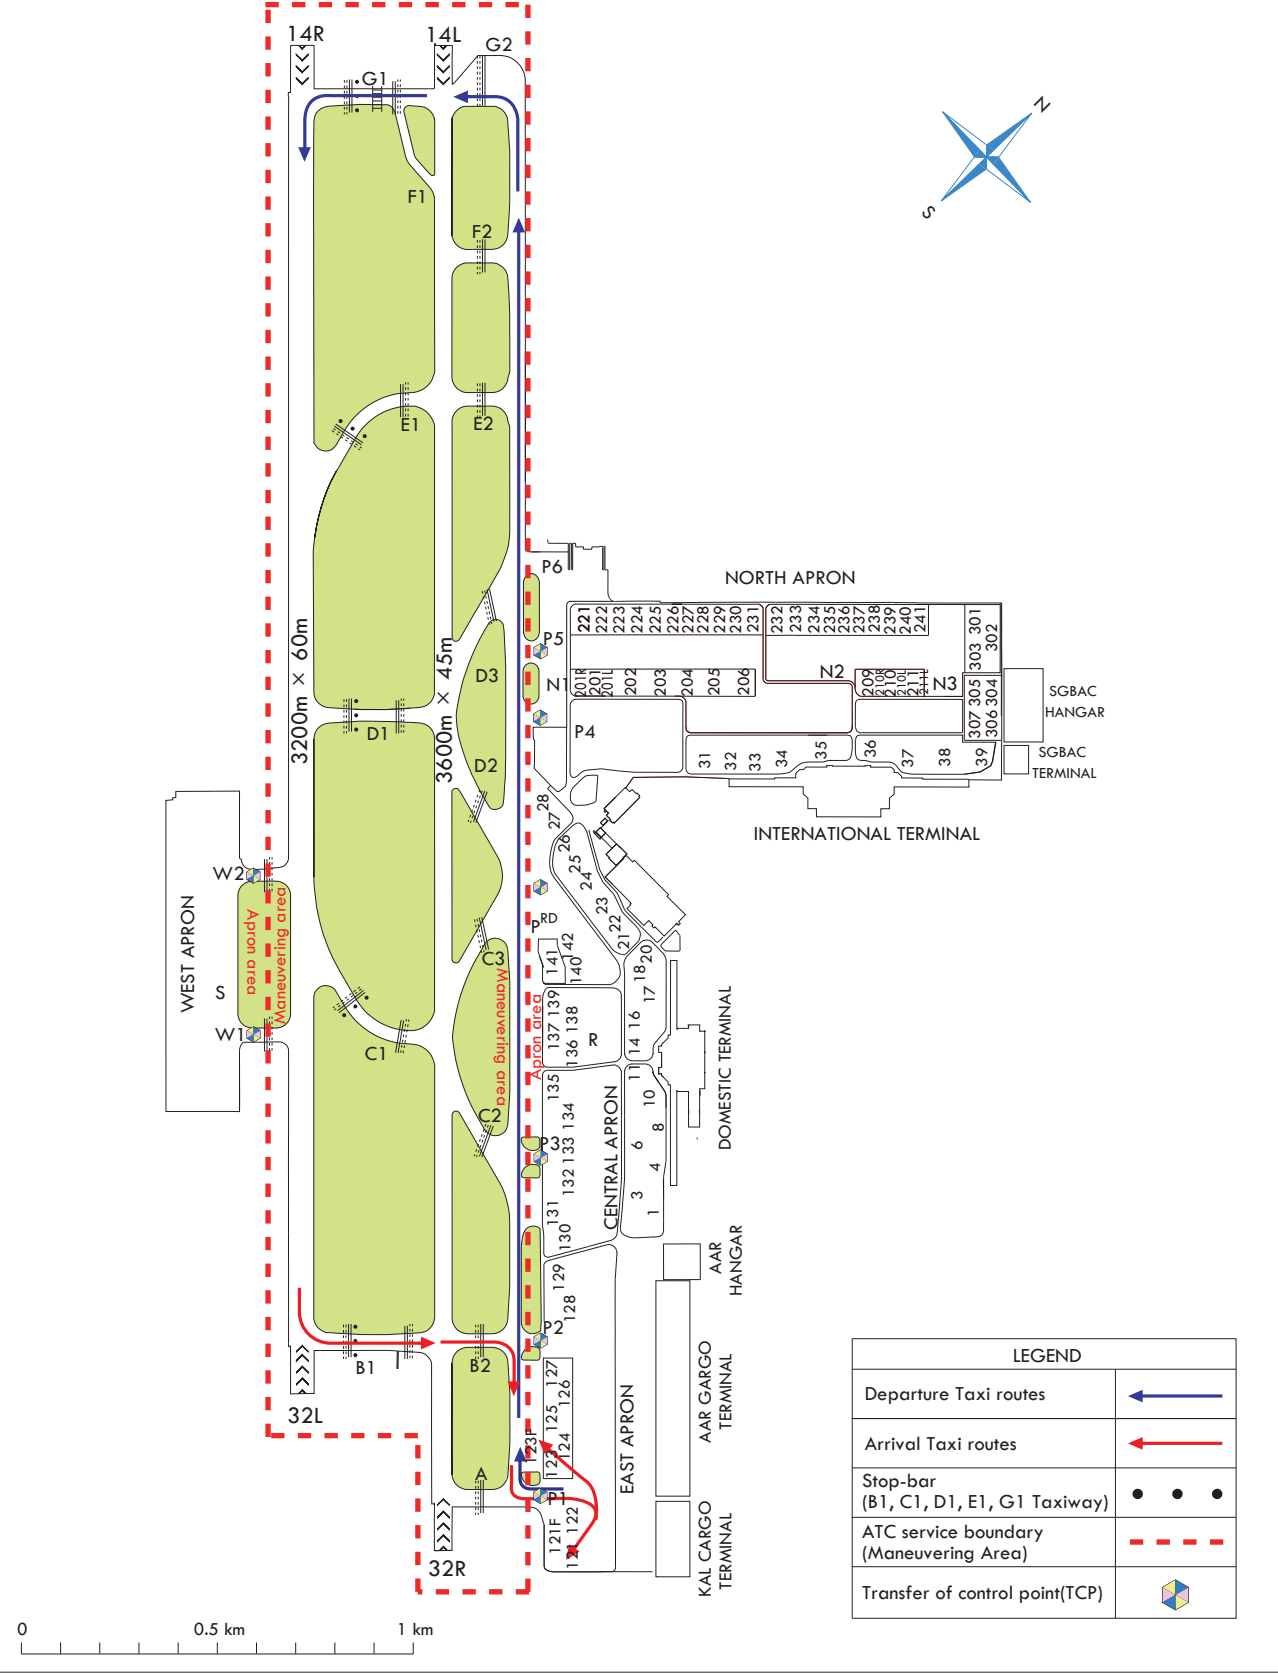 14R
14L
G2
G1
N
S
F1
F2
E1
E2
P6
NORTH APRON
221
222
223
224
225
226
227
228
229
230
231
232
233
234
235
236
237
238
239
240
241
301
302
303
P5
3200m × 60m
3600m × 45m
D3
N1
201R
201
201L
202
203
204
205
206
N2
209
210R
210
210L
211
N3
305
304
307
306
SGBAC
HANGAR
D1
P4
D2
31
32
33
34
35
36
37
38
39
SGBAC
TERMINAL
28
27
INTERNATIONAL TERMINAL
26
25
24
23
22
21
W2
WEST APRON
S
Apron area
Maneuvering area
W1
P
RD
142
141
140
C3
Maneuvering area
Apron area
20
18
17
16
14
139
138
137
136
R
C1
DOMESTIC TERMINAL
135
134
133
132
131
130
11
10
8
6
4
3
1
CENTRAL APRON
C2
P3
AAR
HANGAR
129
128
P2
B1
B2
127
126
125
124
123
123F
AAR GARGO
TERMINAL
EAST APRON
32L
A
P1
122
121F
121
KAL CARGO
TERMINAL
32R
LEGEND
Departure Taxi routes
Arrival Taxi routes
Stop-bar
(B1, C1, D1, E1, G1 Taxiway)
ATC service boundary
(Maneuvering Area)
Transfer of control point(TCP)
0
0.5 km
1 km